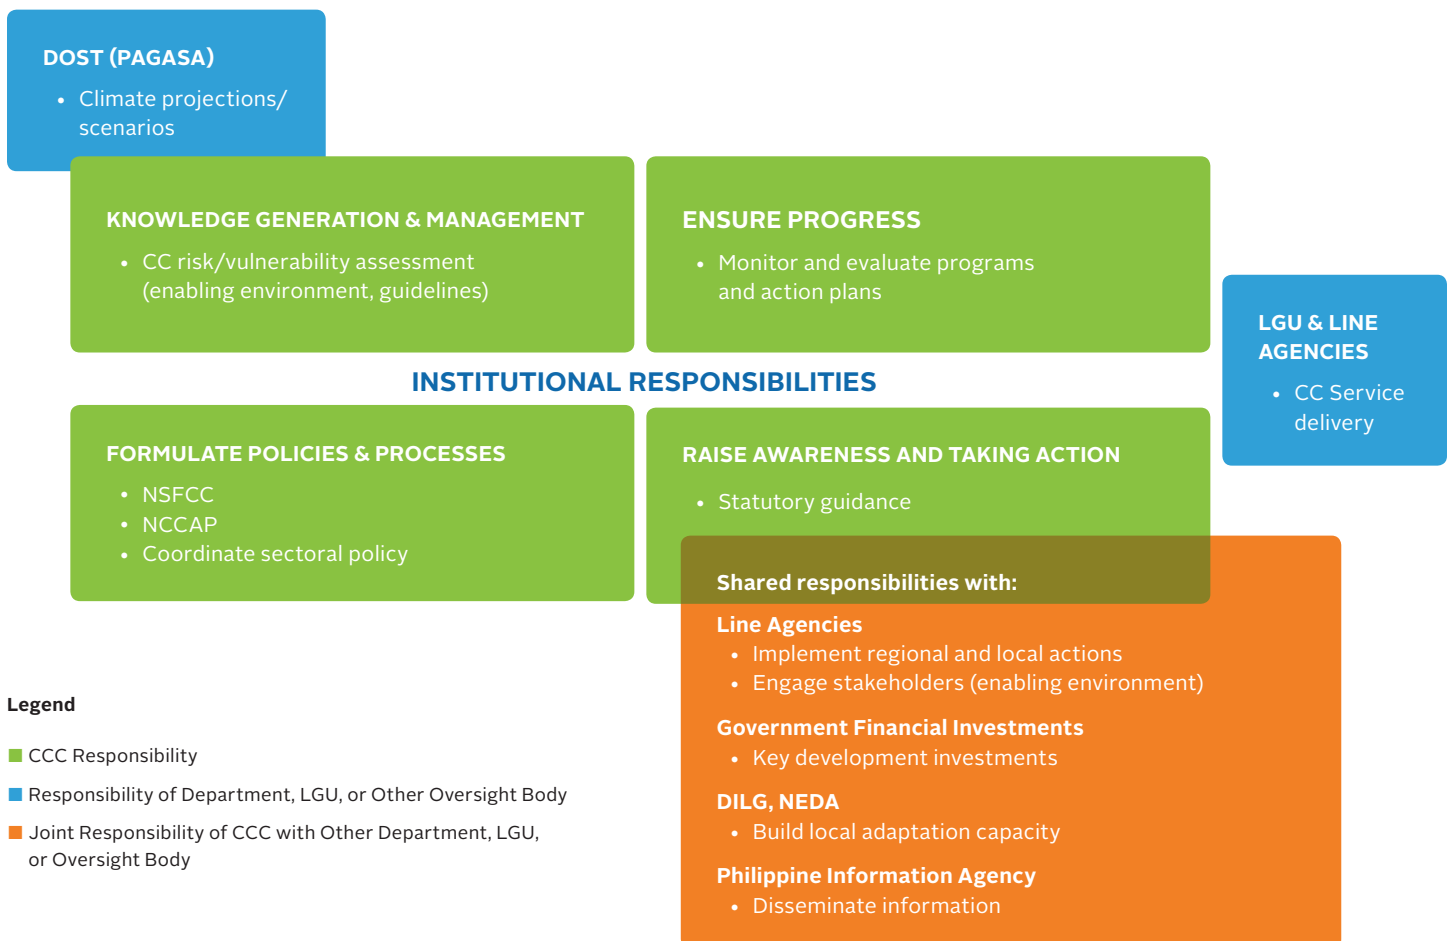 DOST (PAGASA)
• Climate projections/
scenarios
KNOWLEDGE GENERATION & MANAGEMENT
• CC risk/vulnerability assessment
(enabling environment, guidelines)
ENSURE PROGRESS
• Monitor and evaluate programs
and action plans
LGU & LINE
AGENCIES
• CC Service
delivery
INSTITUTIONAL RESPONSIBILITIES
FORMULATE POLICIES & PROCESSES
• NSFCC
• NCCAP
• Coordinate sectoral policy
RAISE AWARENESS AND TAKING ACTION
• Statutory guidance
Shared responsibilities with:
Line Agencies
• Implement regional and local actions
• Engage stakeholders (enabling environment)
Government Financial Investments
• Key development investments
DILG, NEDA
• Build local adaptation capacity
Philippine Information Agency
• Disseminate information
Legend
CCC Responsibility
Responsibility of Department, LGU, or Other Oversight Body
Joint Responsibility of CCC with Other Department, LGU,
or Oversight Body